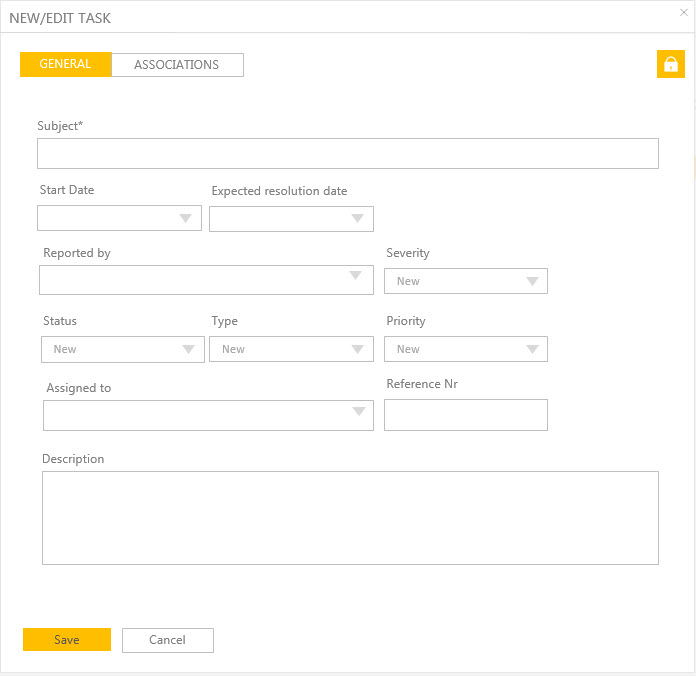 NEW/EDIT TASK
GENERAL ASSOCIATIONS
Subject*
Start Date Expected resolution date
Reported by Severity
New
Status Type Priority
New New New
Assigned to Reference Nr
Description
Save Cancel